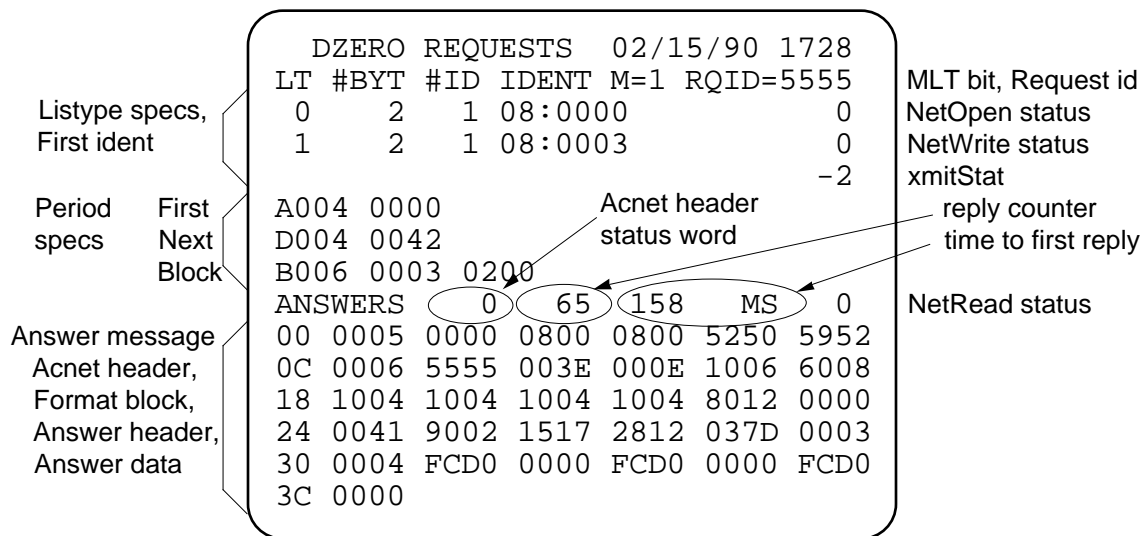 DZERO REQUESTS 02/15/90 1728
LT #BYT #ID IDENT M=1 RQID=5555 MLT bit, Request id
Listype specs, 0 2 1 08:0000 0 NetOpen status
First ident 1 2 1 08:0003 0 NetWrite status
-2 xmitStat
Period First A004 0000 Acnet header reply counter
specs Next D004 0042 status word time to first reply
Block B006 0003 0200
ANSWERS 0 65 158 MS 0 NetRead status
Answer message 00 0005 0000 0800 0800 5250 5952
Acnet header, 0C 0006 5555 003E 000E 1006 6008
Format block, 18 1004 1004 1004 1004 8012 0000
Answer header, 24 0041 9002 1517 2812 037D 0003
Answer data 30 0004 FCD0 0000 FCD0 0000 FCD0
3C 0000